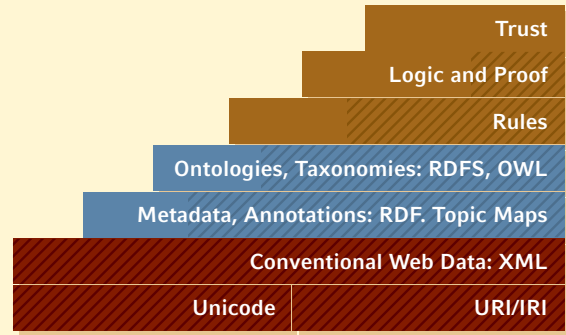 Trust
Logic and Proof
Rules
Ontologies, Taxonomies: RDFS, OWL
Metadata, Annotations: RDF. Topic Maps
Conventional Web Data: XML
Unicode
URI/IRI